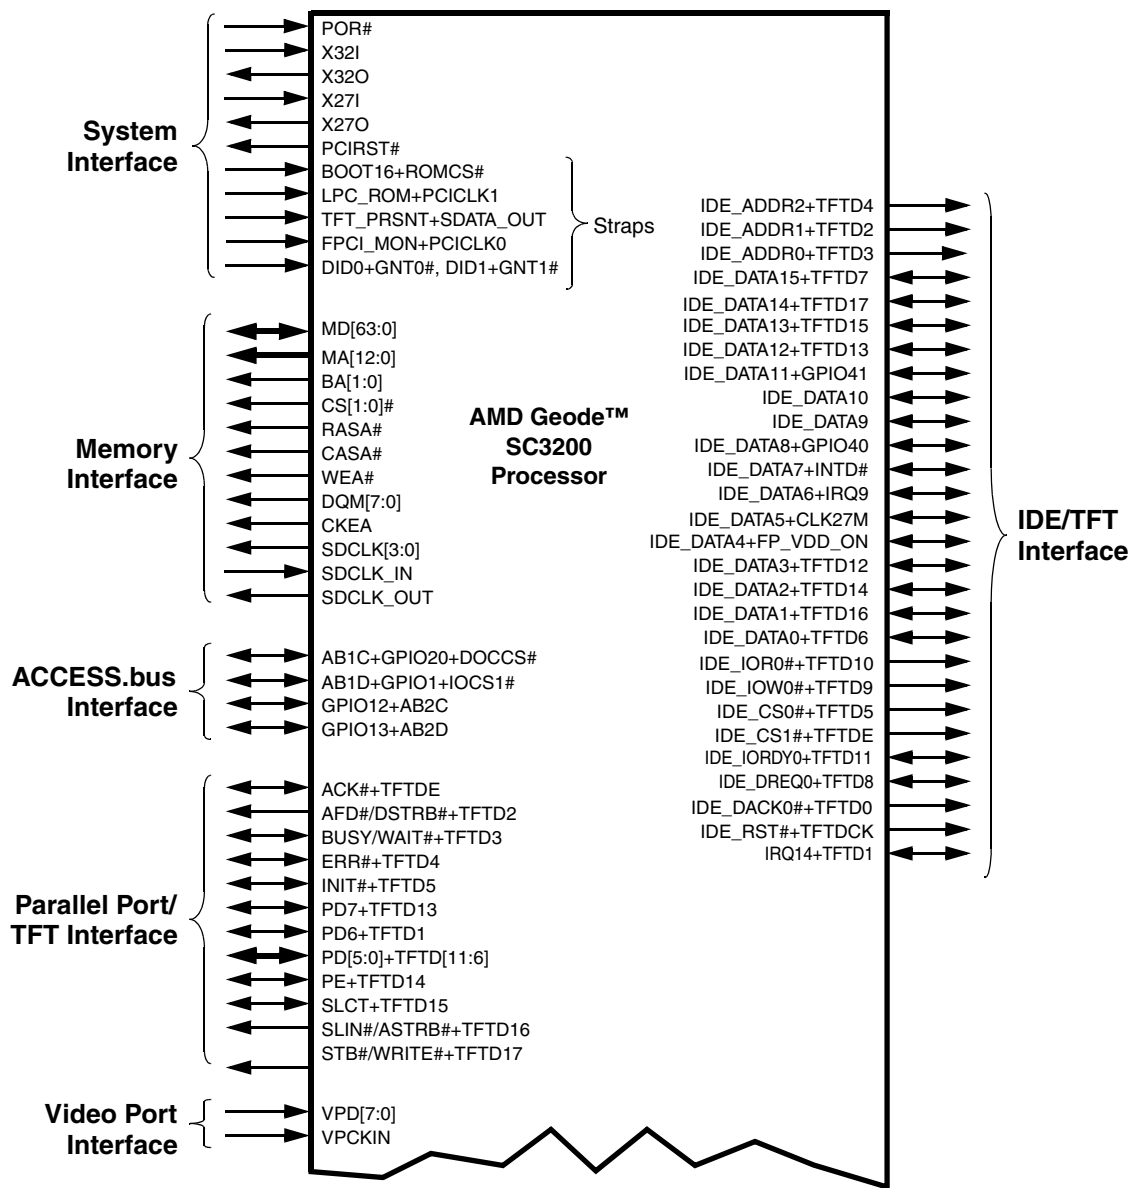 System
Interface
POR#
X32I
X32O
X27I
X27O
PCIRST#
BOOT16+ROMCS#
LPC_ROM+PCICLK1
TFT_PRSNT+SDATA_OUT
FPCI_MON+PCICLK0
DID0+GNT0#, DID1+GNT1#
Straps
Memory
Interface
MD[63:0]
MA[12:0]
BA[1:0]
CS[1:0]#
RASA#
CASA#
WEA#
DQM[7:0]
CKEA
SDCLK[3:0]
SDCLK_IN
SDCLK_OUT
ACCESS.bus
Interface
AB1C+GPIO20+DOCCS#
AB1D+GPIO1+IOCS1#
GPIO12+AB2C
GPIO13+AB2D
Parallel Port/
TFT Interface
ACK#+TFTDE
AFD#/DSTRB#+TFTD2
BUSY/WAIT#+TFTD3
ERR#+TFTD4
INIT#+TFTD5
PD7+TFTD13
PD6+TFTD1
PD[5:0]+TFTD[11:6]
PE+TFTD14
SLCT+TFTD15
SLIN#/ASTRB#+TFTD16
STB#/WRITE#+TFTD17
Video Port
Interface
VPD[7:0]
VPCKIN
AMD Geode™
SC3200
Processor
IDE_ADDR2+TFTD4
IDE_ADDR1+TFTD2
IDE_ADDR0+TFTD3
IDE_DATA15+TFTD7
IDE_DATA14+TFTD17
IDE_DATA13+TFTD15
IDE_DATA12+TFTD13
IDE_DATA11+GPIO41
IDE_DATA10
IDE_DATA9
IDE_DATA8+GPIO40
IDE_DATA7+INTD#
IDE_DATA6+IRQ9
IDE_DATA5+CLK27M
IDE_DATA4+FP_VDD_ON
IDE_DATA3+TFTD12
IDE_DATA2+TFTD14
IDE_DATA1+TFTD16
IDE_DATA0+TFTD6
IDE_IOR0#+TFTD10
IDE_IOW0#+TFTD9
IDE_CS0#+TFTD5
IDE_CS1#+TFTDE
IDE_IORDY0+TFTD11
IDE_DREQ0+TFTD8
IDE_DACK0#+TFTD0
IDE_RST#+TFTDCK
IRQ14+TFTD1
IDE/TFT
Interface